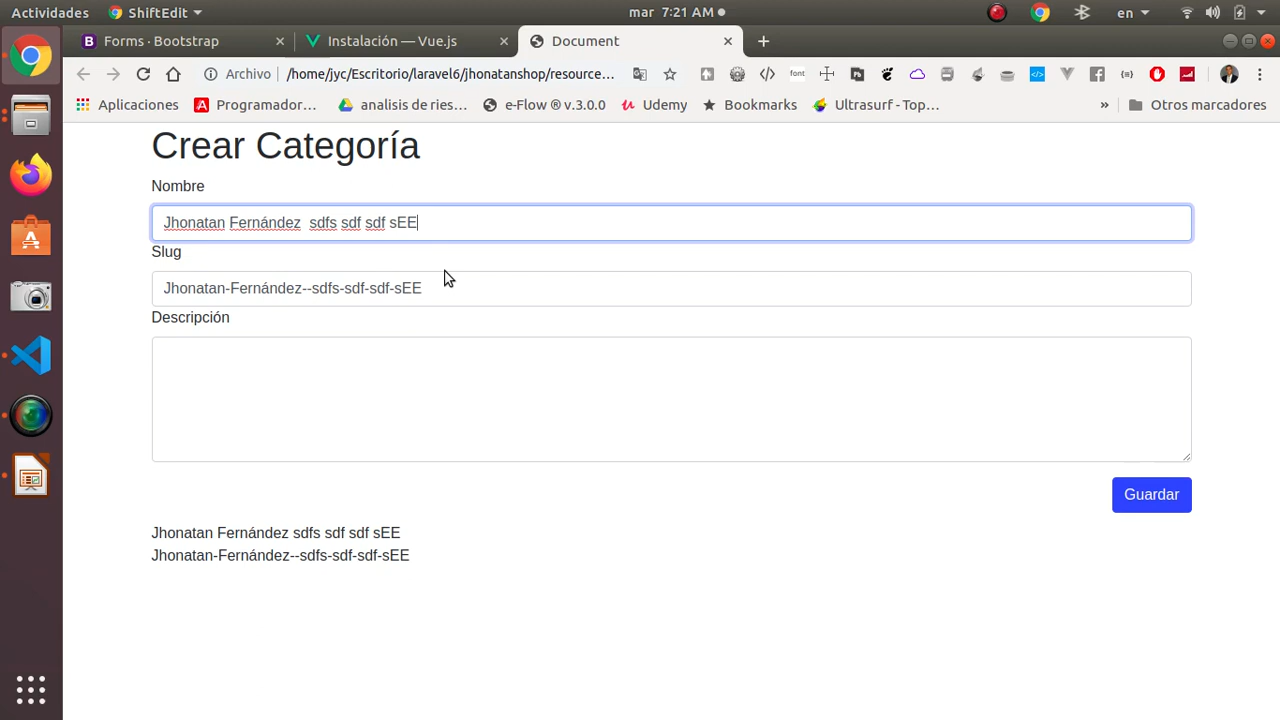 Actividades ShiftEdit mar 7:21 AM en
Forms · Bootstrap Instalación — Vue.js Document
Archivo /home/jyc/Escritorio/laravel6/jhonatanshop/resource... font
Aplicaciones Programador... analisis de ries... e-Flow ® v.3.0.0 Udemy Bookmarks Ultrasurf - Top... » Otros marcadores
Crear Categoría
Nombre
Jhonatan Fernández  sdfs sdf sdf sEE
Slug
Jhonatan-Fernández--sdfs-sdf-sdf-sEE
Descripción
Guardar
Jhonatan Fernández sdfs sdf sdf sEE
Jhonatan-Fernández--sdfs-sdf-sdf-sEE